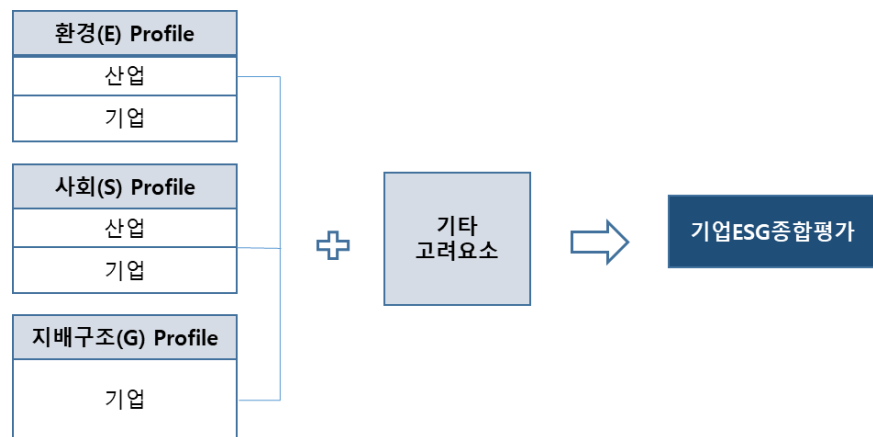 환경(E) Profile
산업
기업
사회(S) Profile
산업
기업
지배구조(G) Profile
기업
기타
고려요소
기업ESG종합평가